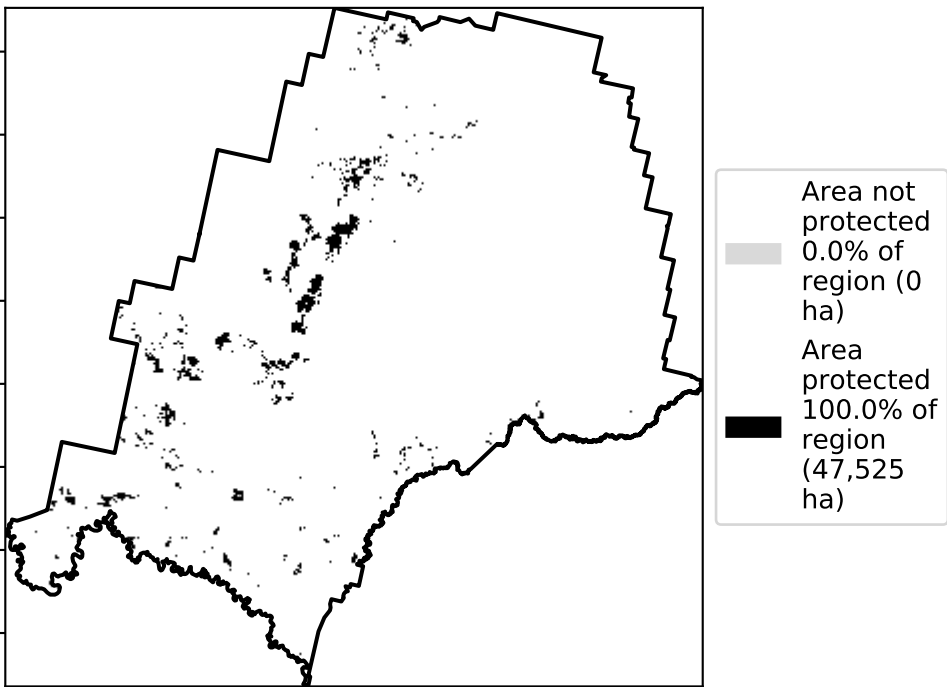 Area not
protected
0.0% of
region (0
ha)
Area
protected
100.0% of
region
(47,525
ha)